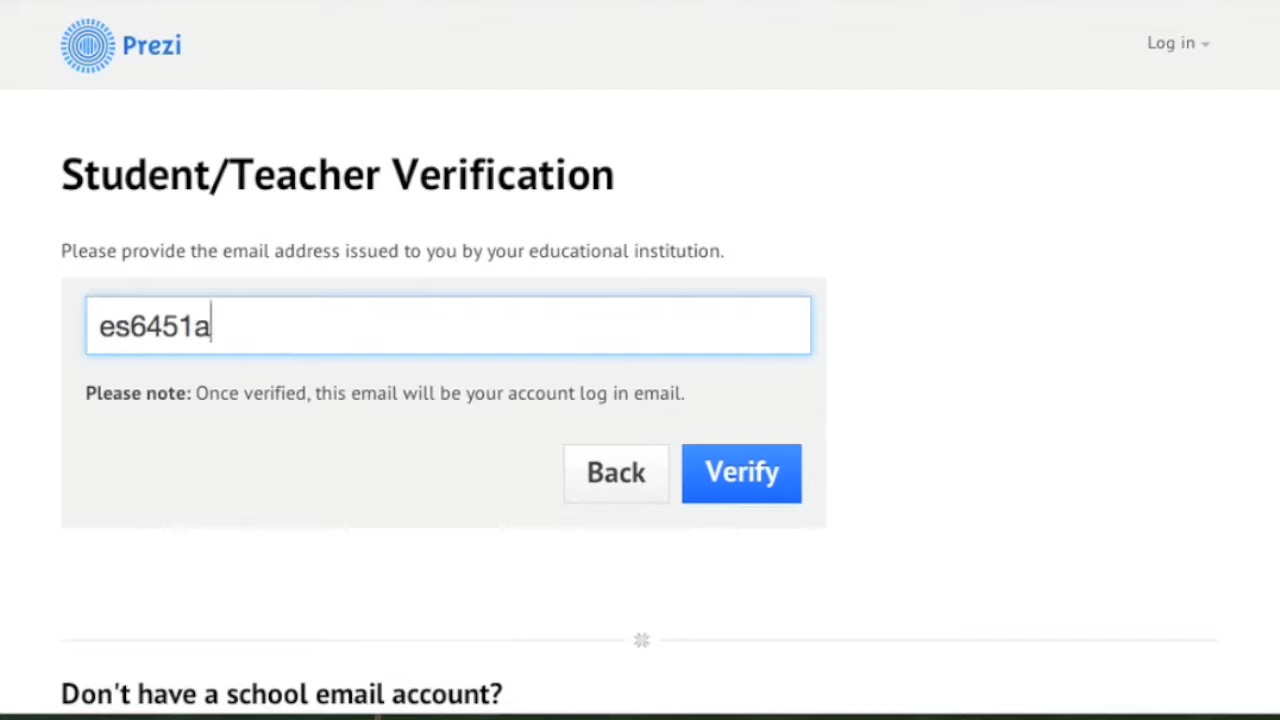 Prezi
Log in
Student/Teacher Verification
Please provide the email address issued to you by your educational institution.
es6451a
Please note: Once verified, this email will be your account log in email.
Back
Verify
Don't have a school email account?